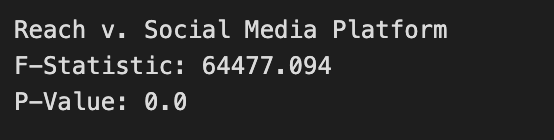 Reach v. Social Media Platform
F-Statistic: 64477.094
P-Value: 0.0